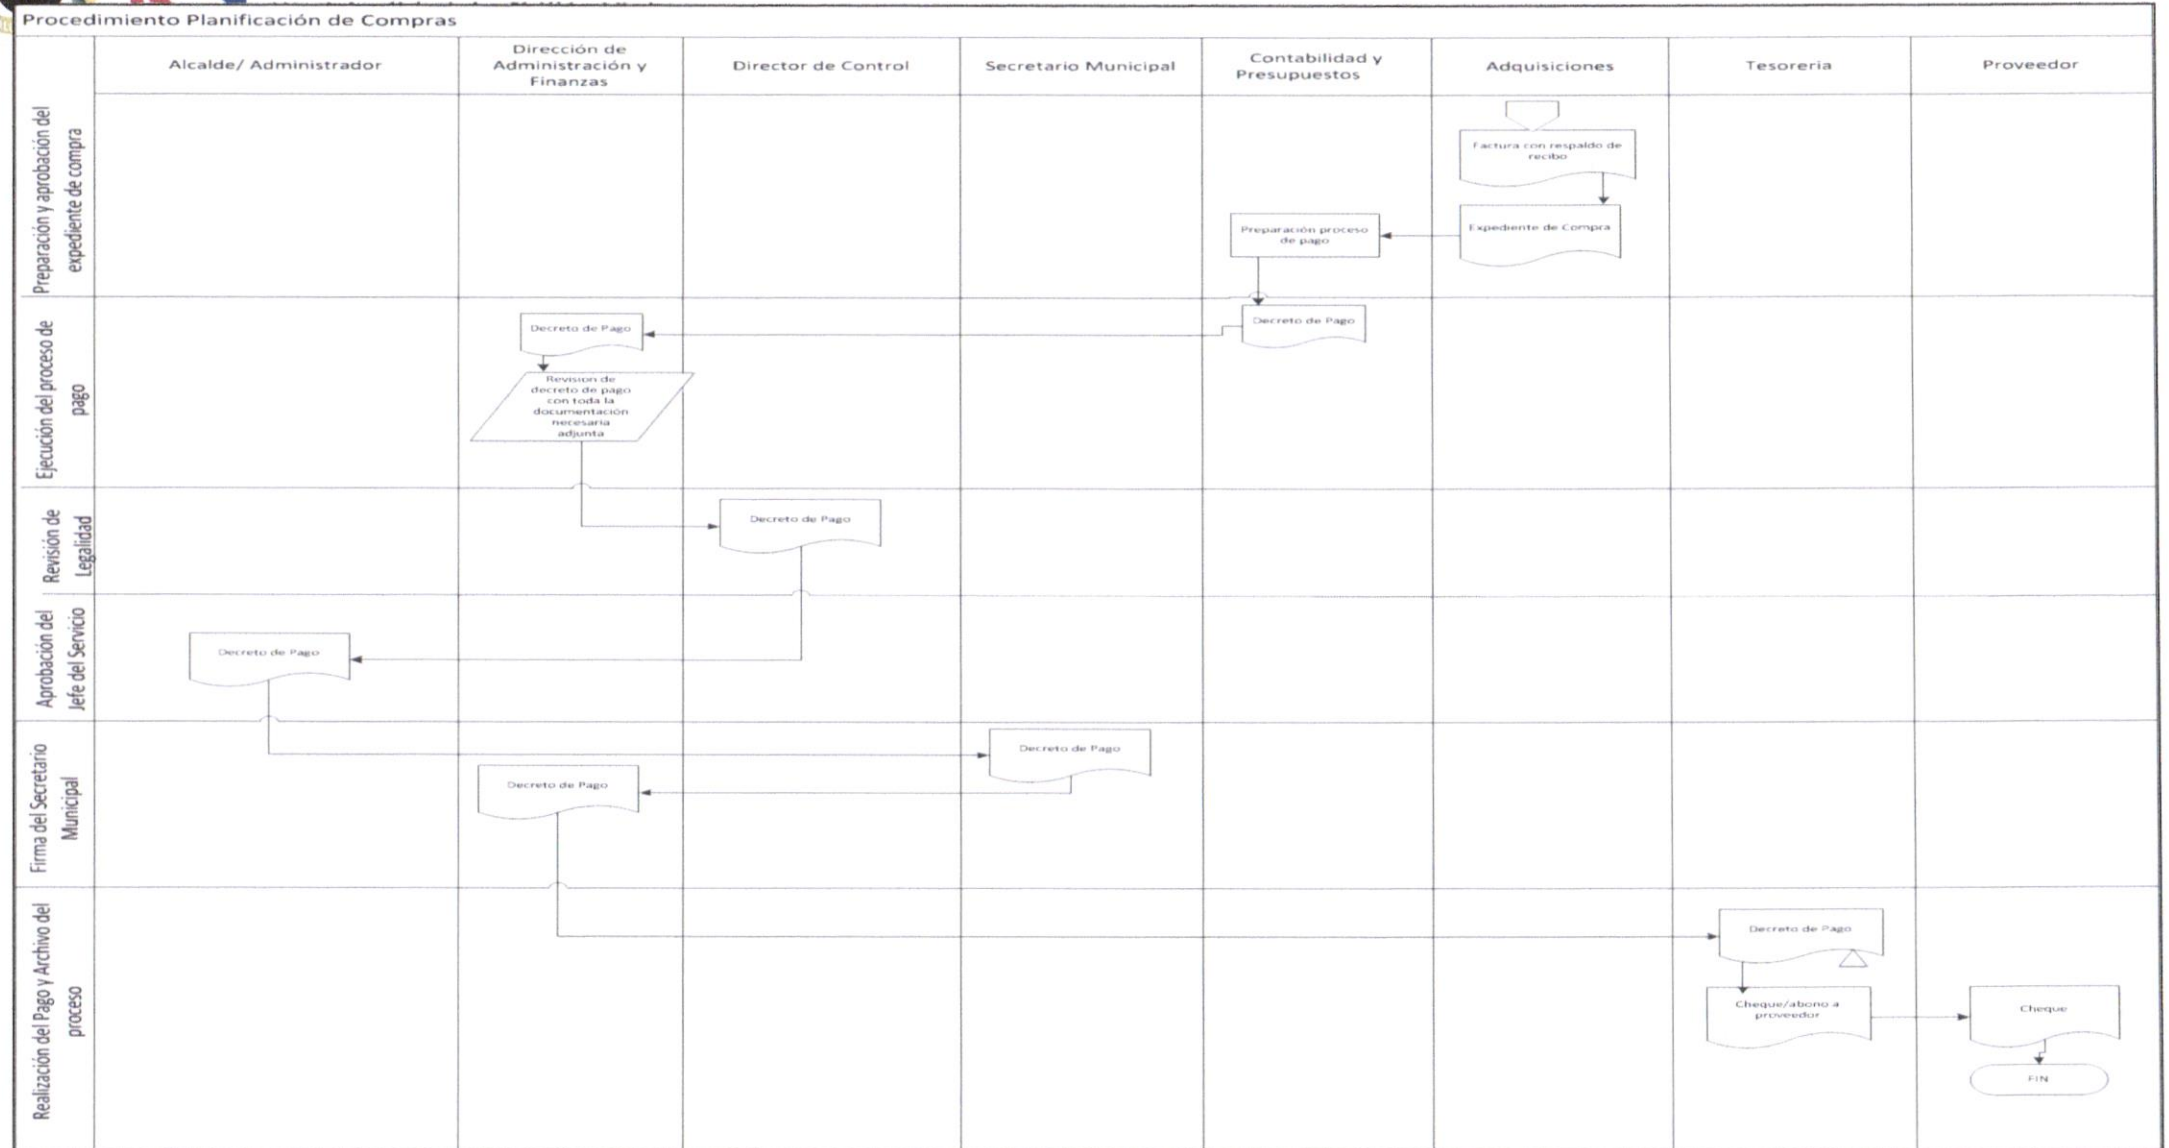 Procedimiento Planificación de Compras
Alcalde/ Administrador
Dirección de
Administración y
Finanzas
Director de Control
Secretario Municipal
Contabilidad y
Presupuestos
Adquisiciones
Tesoreria
Proveedor
Preparación y aprobación del
expediente de compra
Factura con respaldo de
recibo
Expediente de Compra
Preparación proceso
de pago
Ejecución del proceso de
pago
Decreto de Pago
Decreto de Pago
Revision de
decreto de pago
con toda la
documentación
necesaria
adjunta
Revisión de
Legalidad
Decreto de Pago
Aprobación del
Jefe del Servicio
Decreto de Pago
Firma del Secretario
Municipal
Decreto de Pago
Decreto de Pago
Realización del Pago y Archivo del
proceso
Decreto de Pago
Cheque/abono a
proveedor
Cheque
FIN